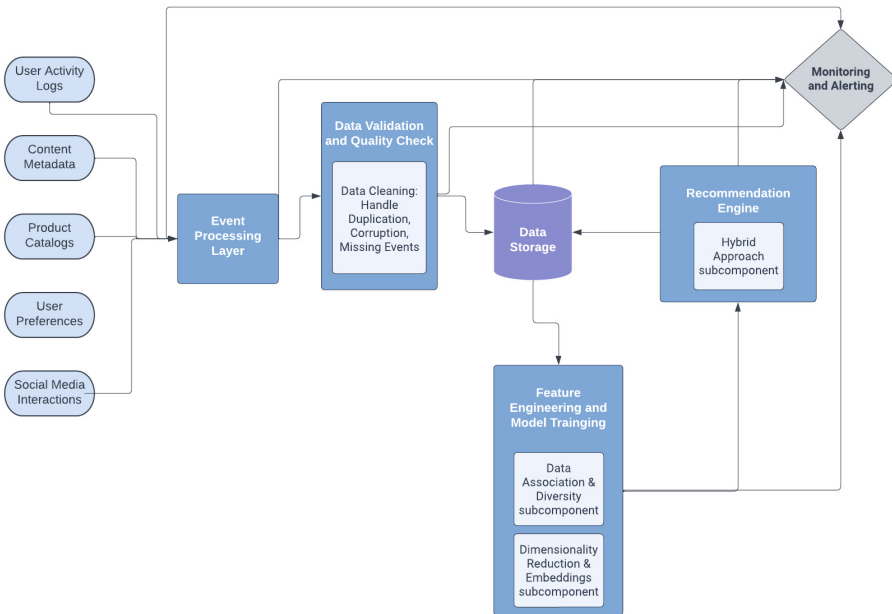 User Activity
Logs
Content
Metadata
Product
Catalogs
User
Preferences
Social Media
Interactions
Event
Processing
Layer
Data Validation
and Quality Check
Data Cleaning:
Handle
Duplication,
Corruption,
Missing Events
Data
Storage
Feature
Engineering and
Model Trainging
Data
Association &
Diversity
subcomponent
Dimensionality
Reduction &
Embeddings
subcomponent
Recommendation
Engine
Hybrid
Approach
subcomponent
Monitoring
and Alerting